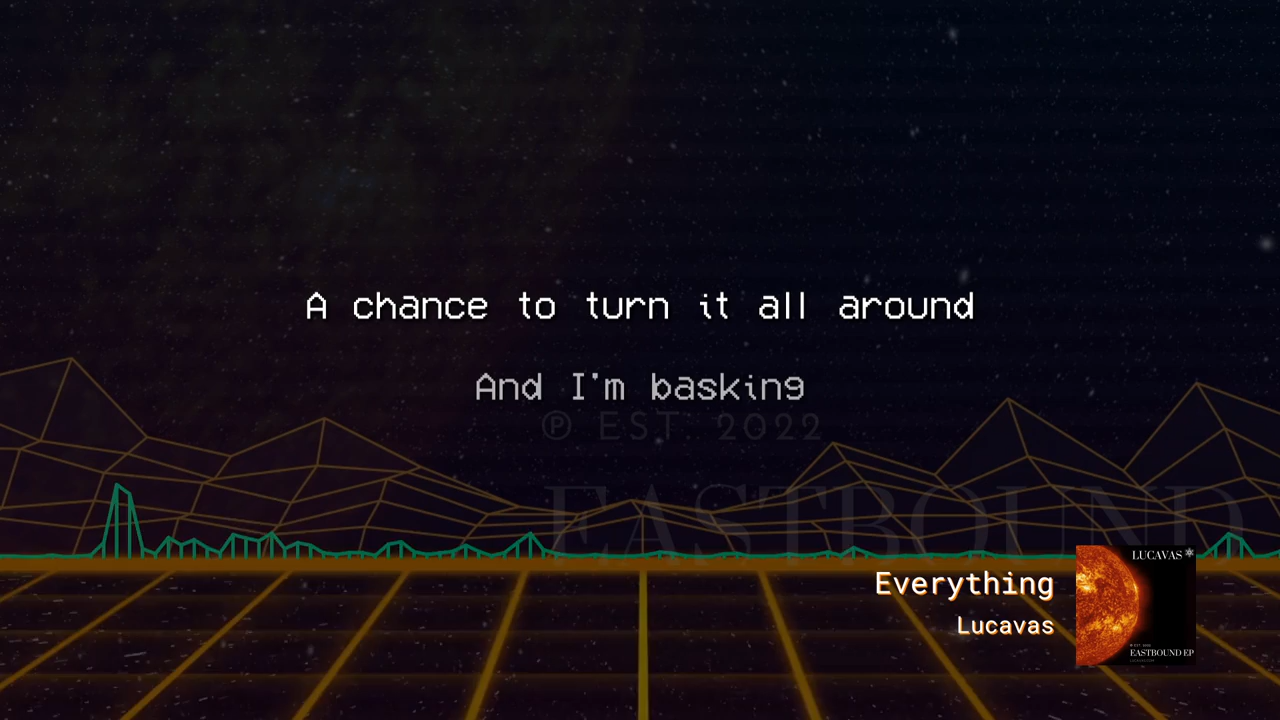 A chance to turn it all around
And I'm basking
℗ EST. 2022
EASTBOUND
Everything
Lucavas
LUCAVAS
EASTBOUND EP